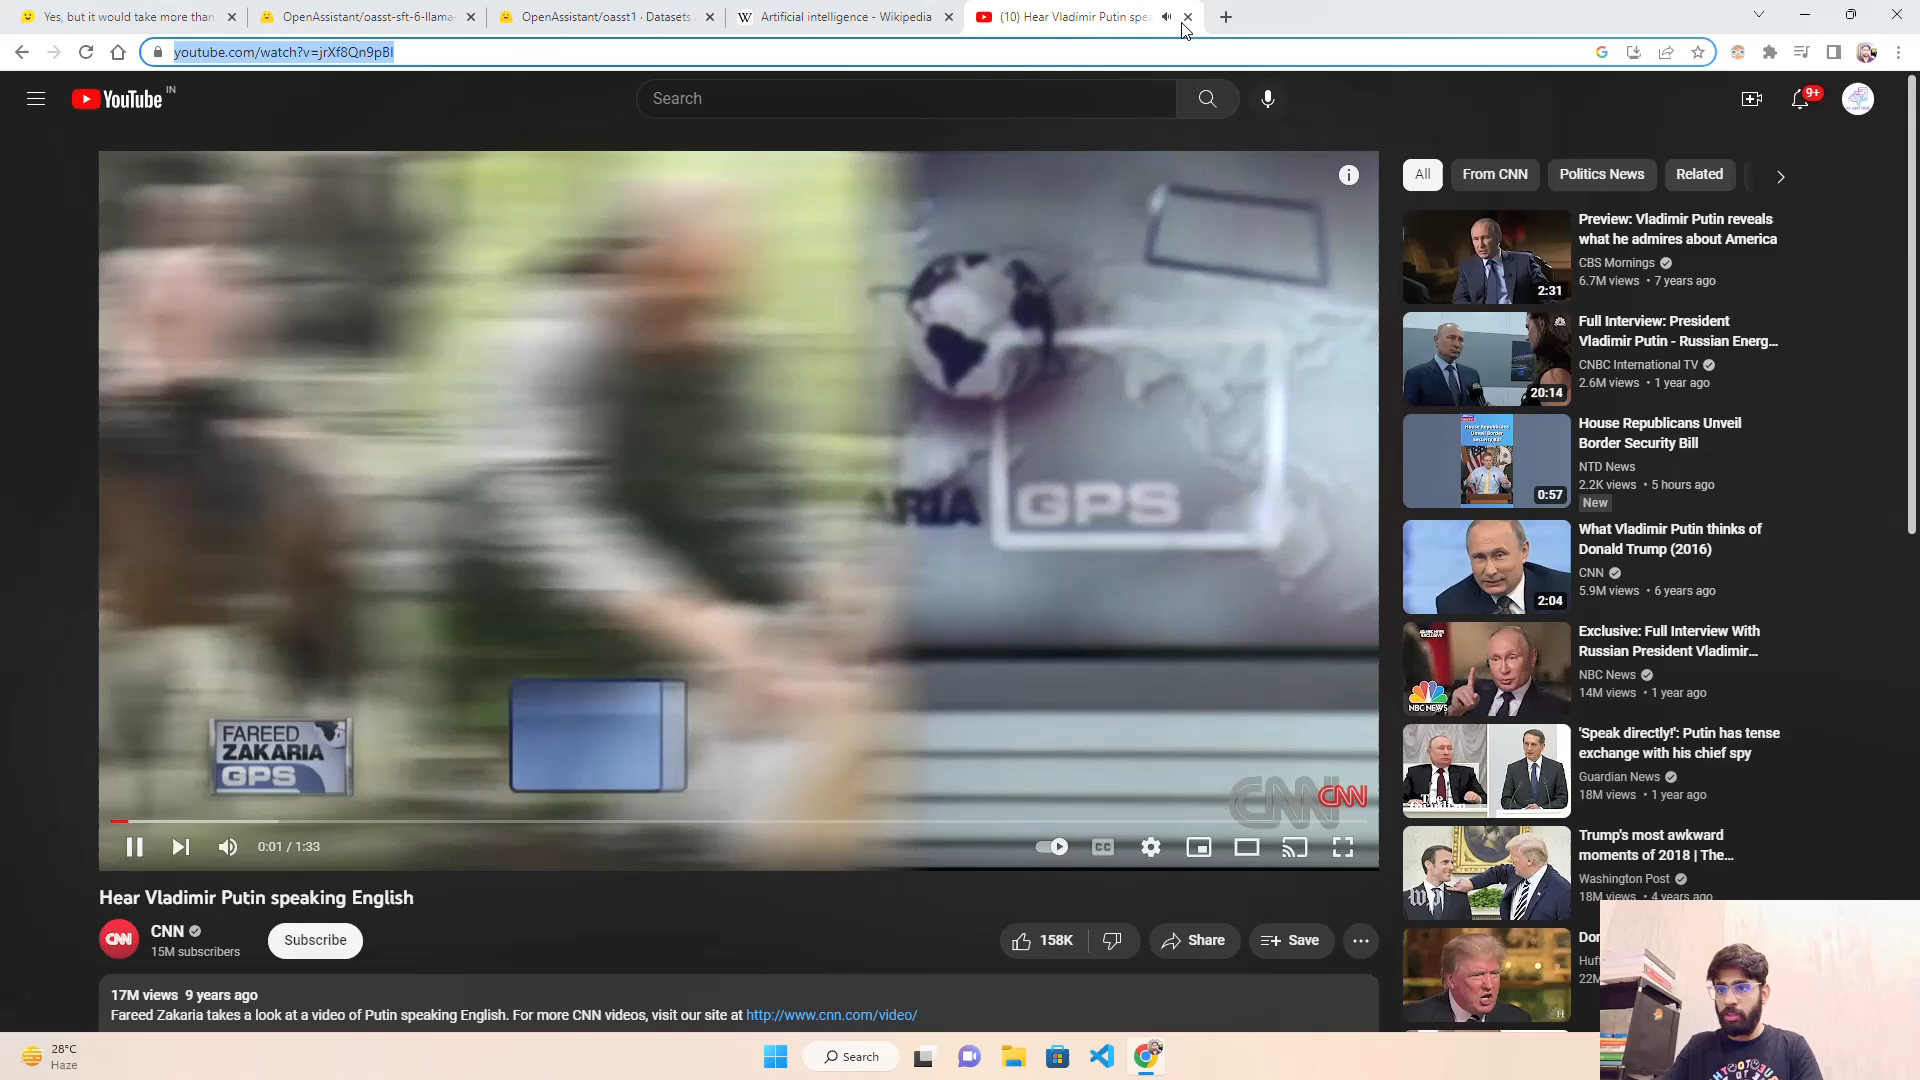 Yes, but it would take more than
OpenAssistant/oasst-sft-6-llama-
OpenAssistant/oasst1 · Datasets
Artificial intelligence - Wikipedia
(10) Hear Vladimir Putin spea
youtube.com/watch?v=jrXf8Qn9pBI
YouTube IN
Search
9+
FAREED
ZAKARIA
GPS
ARIA GPS
CNN
CNN
0:01 / 1:33
CC
Hear Vladimir Putin speaking English
CNN
15M subscribers
Subscribe
158K
Share
Save
17M views 9 years ago
Fareed Zakaria takes a look at a video of Putin speaking English. For more CNN videos, visit our site at http://www.cnn.com/video/
All From CNN Politics News Related
Preview: Vladimir Putin reveals
what he admires about America
CBS Mornings
6.7M views • 7 years ago
2:31
Full Interview: President
Vladimir Putin - Russian Energ...
CNBC International TV
2.6M views • 1 year ago
20:14
House Republicans Unveil
Border Security Bill
NTD News
2.2K views • 5 hours ago
New
0:57
What Vladimir Putin thinks of
Donald Trump (2016)
CNN
5.9M views • 6 years ago
2:04
Exclusive: Full Interview With
Russian President Vladimir...
NBC News
14M views • 1 year ago
NBC NEWS
'Speak directly!': Putin has tense
exchange with his chief spy
Guardian News
18M views • 1 year ago
Trump's most awkward
moments of 2018 | The...
Washington Post
18M views • 4 years ago
Don
Huf
22M
28°C
Haze
Search